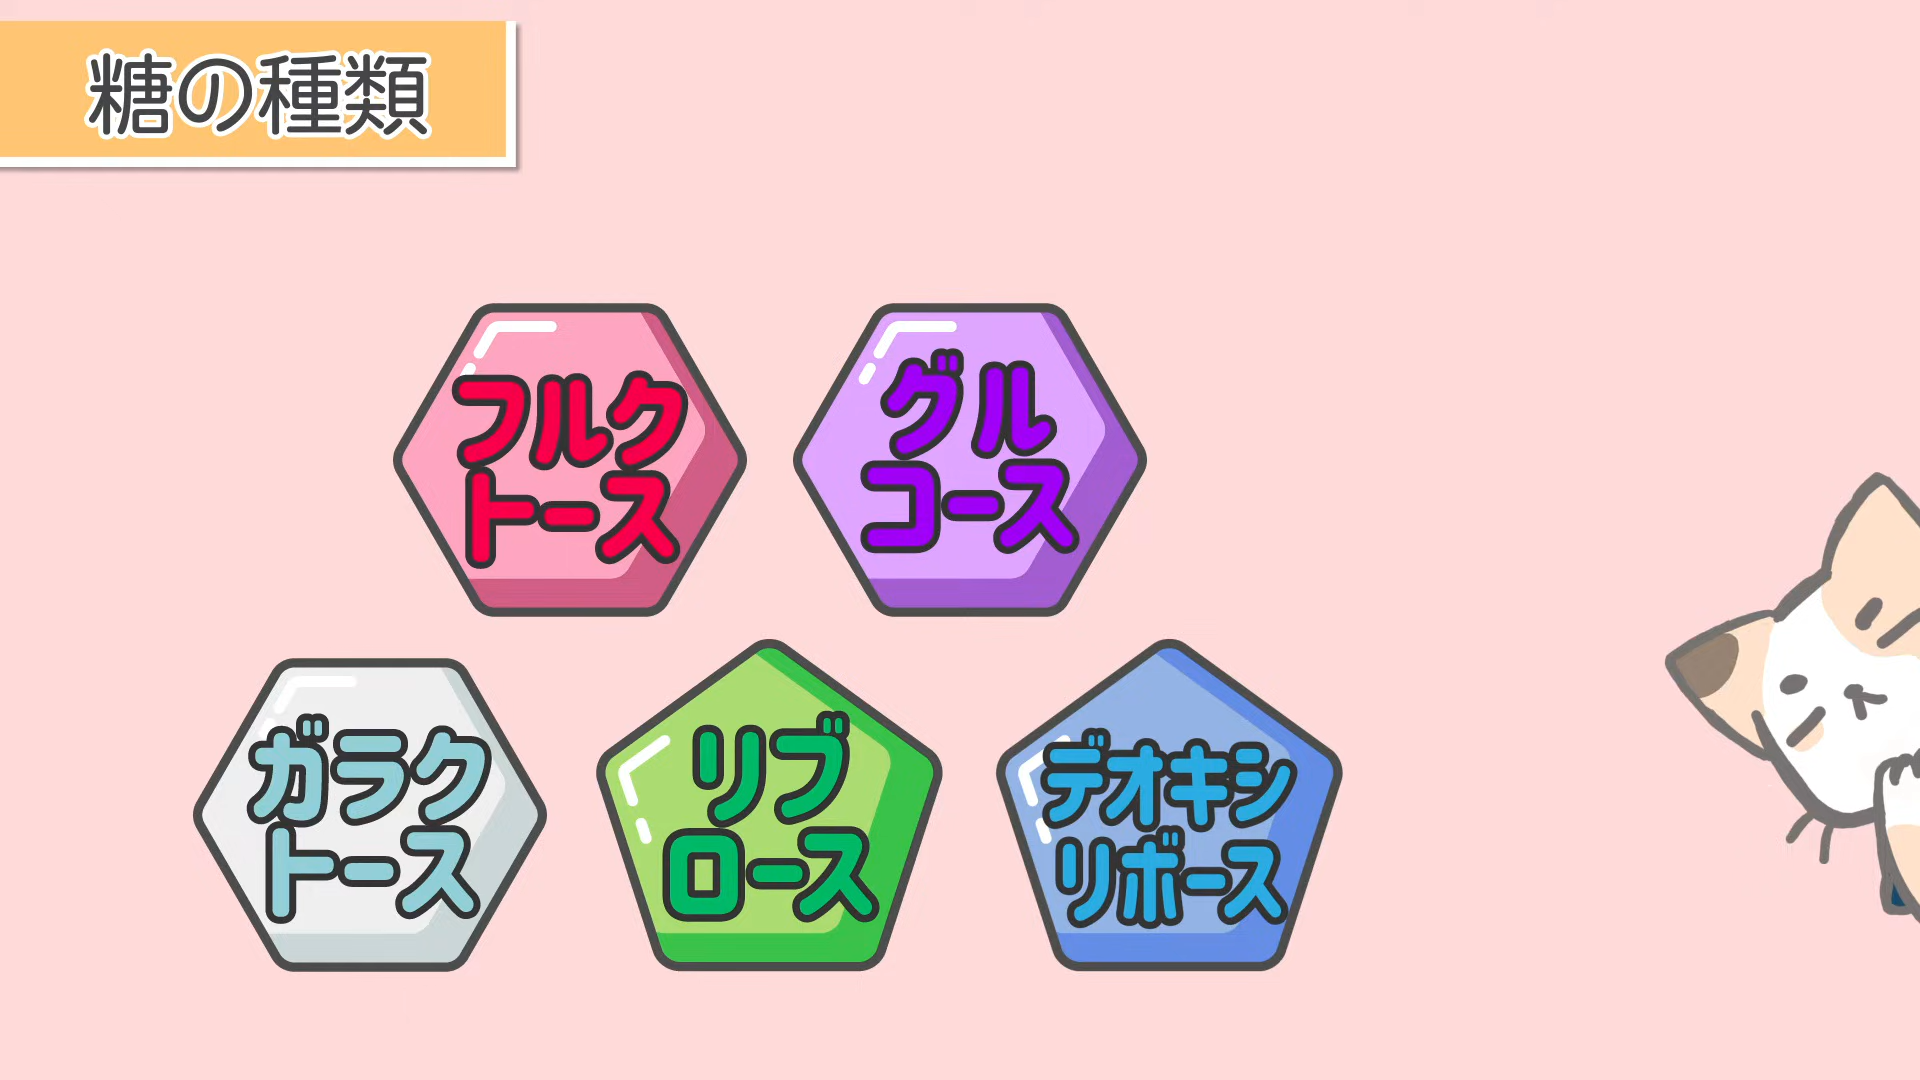 糖の種類
フルク
トース
グル
コース
ガラク
トース
リブ
ロース
デオキシ
リボース